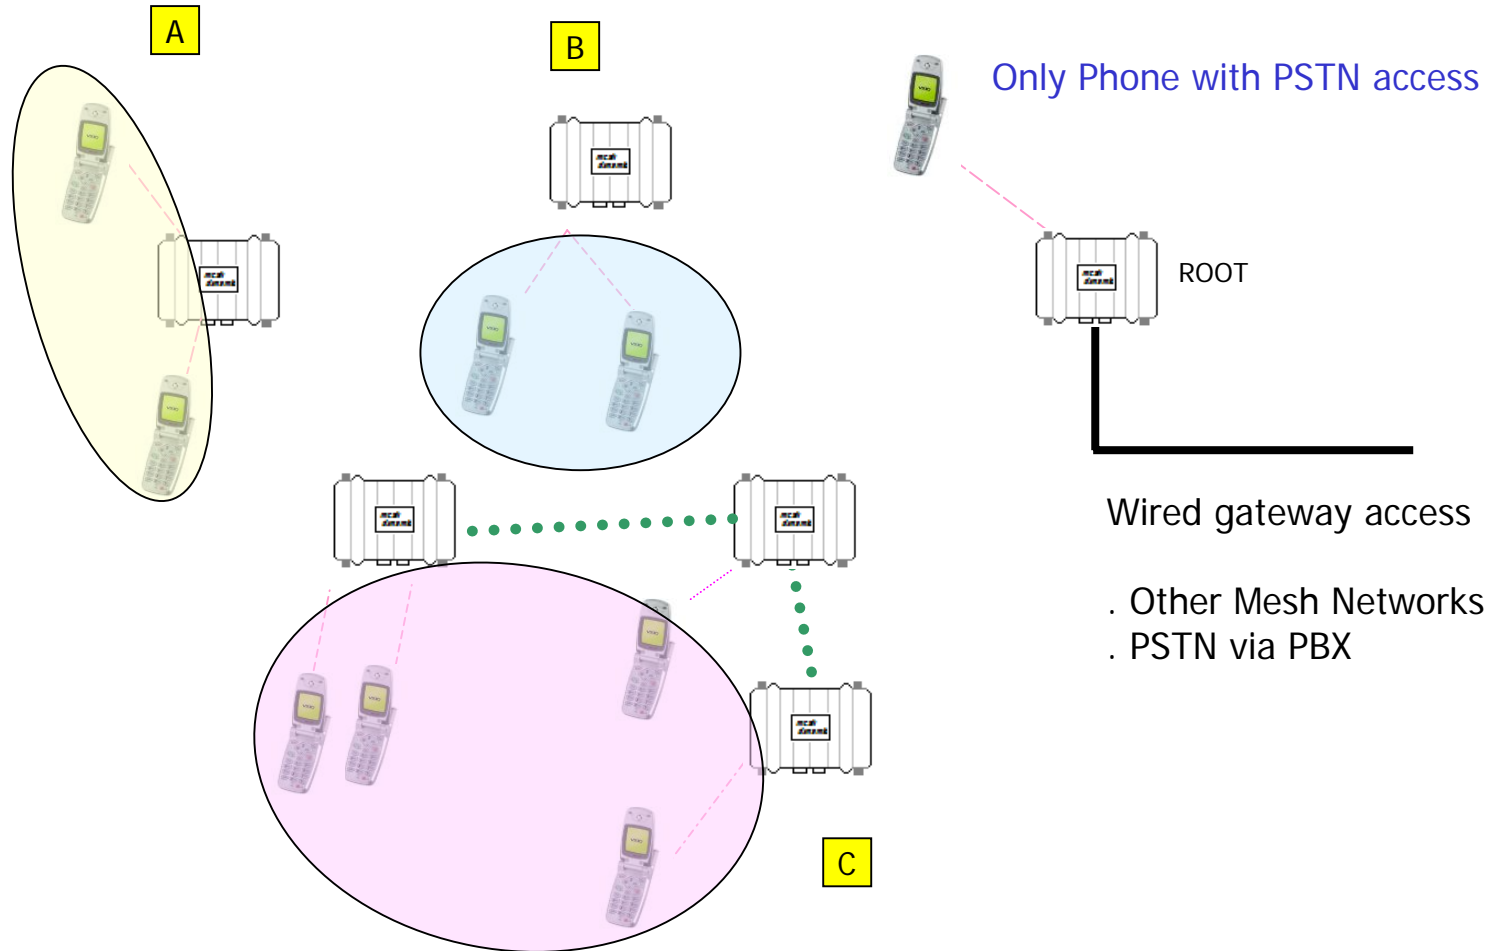 A
B
Only Phone with PSTN access
ROOT
Wired gateway access
. Other Mesh Networks
. PSTN via PBX
C